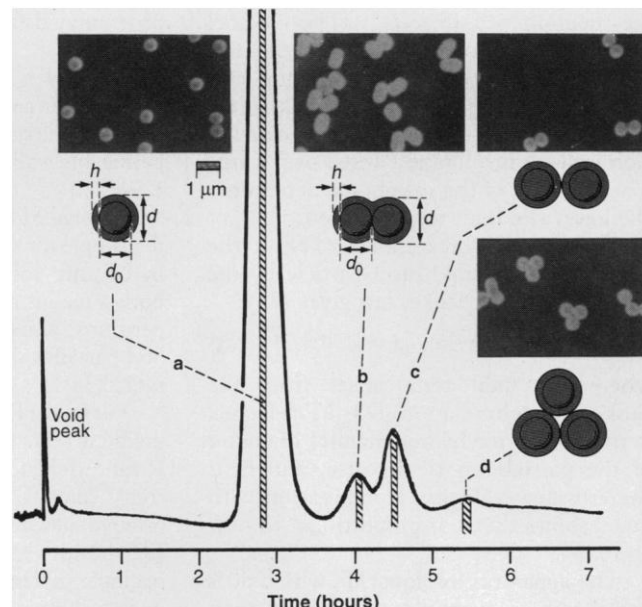 h
d
d₀
1 μm
h
d
d₀
a
b
c
d
Void
peak
0 1 2 3 4 5 6 7
Time (hours)